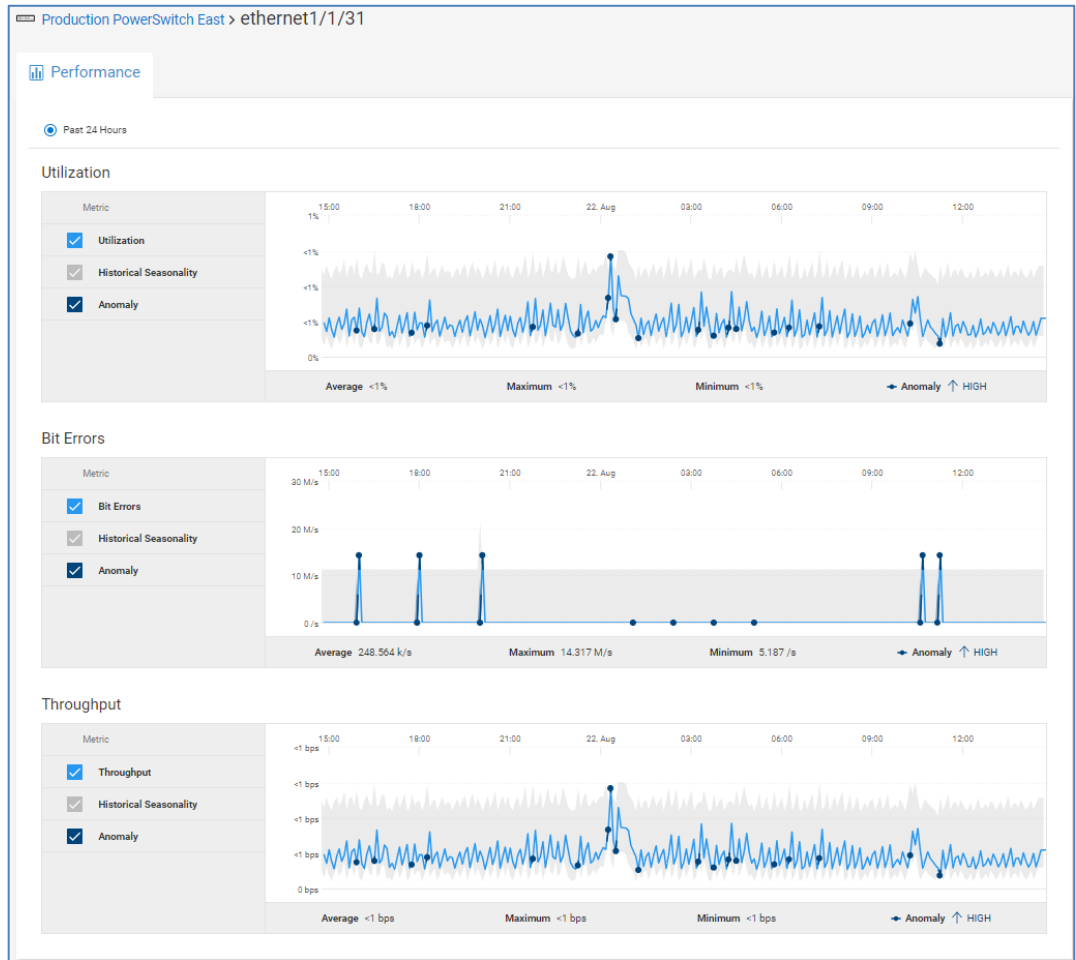 Production PowerSwitch East > ethernet1/1/31
Performance
Past 24 Hours
Utilization
Metric
Utilization
Historical Seasonality
Anomaly
15:00 18:00 21:00 22. Aug 03:00 06:00 09:00 12:00
1%
<1%
<1%
<1%
0%
Average <1% Maximum <1% Minimum <1% Anomaly ↑ HIGH
Bit Errors
Metric
Bit Errors
Historical Seasonality
Anomaly
15:00 18:00 21:00 22. Aug 03:00 06:00 09:00 12:00
30 M/s
20 M/s
10 M/s
0 /s
Average 248.564 k/s Maximum 14.317 M/s Minimum 5.187 /s Anomaly ↑ HIGH
Throughput
Metric
Throughput
Historical Seasonality
Anomaly
15:00 18:00 21:00 22. Aug 03:00 06:00 09:00 12:00
<1 bps
<1 bps
<1 bps
<1 bps
0 bps
Average <1 bps Maximum <1 bps Minimum <1 bps Anomaly ↑ HIGH